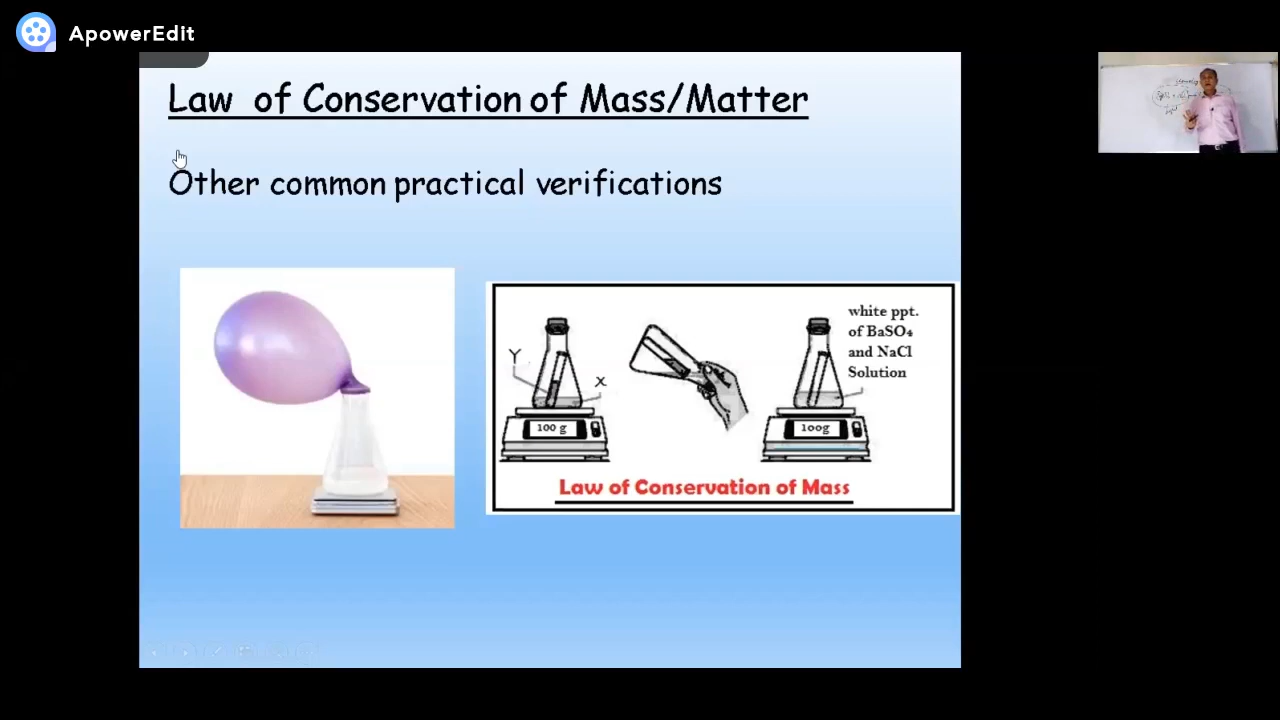 ApowerEdit
Law of Conservation of Mass/Matter
Other common practical verifications
Y
X
100 g
white ppt.
of BaSO₄
and NaCl
Solution
100g
Law of Conservation of Mass